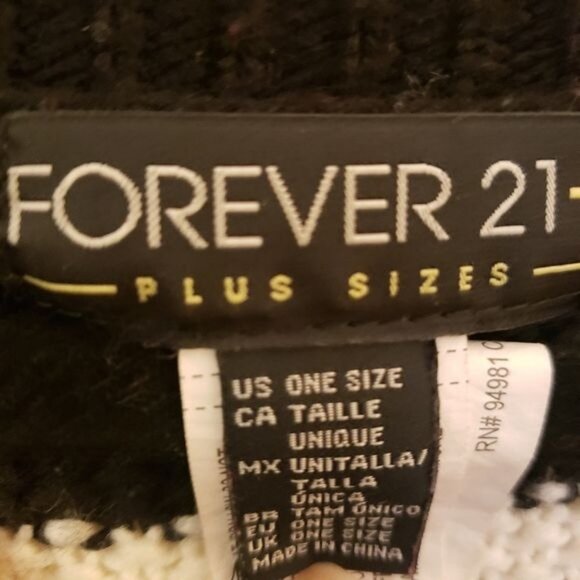 FOREVER 21
PLUS SIZES
US ONE SIZE
CA TAILLE
UNIQUE
MX UNITALLA/
TALLA
ÚNICA
BR TAM ÚNICO
EU ONE SIZE
UK ONE SIZE
MADE IN CHINA
RN# 94981